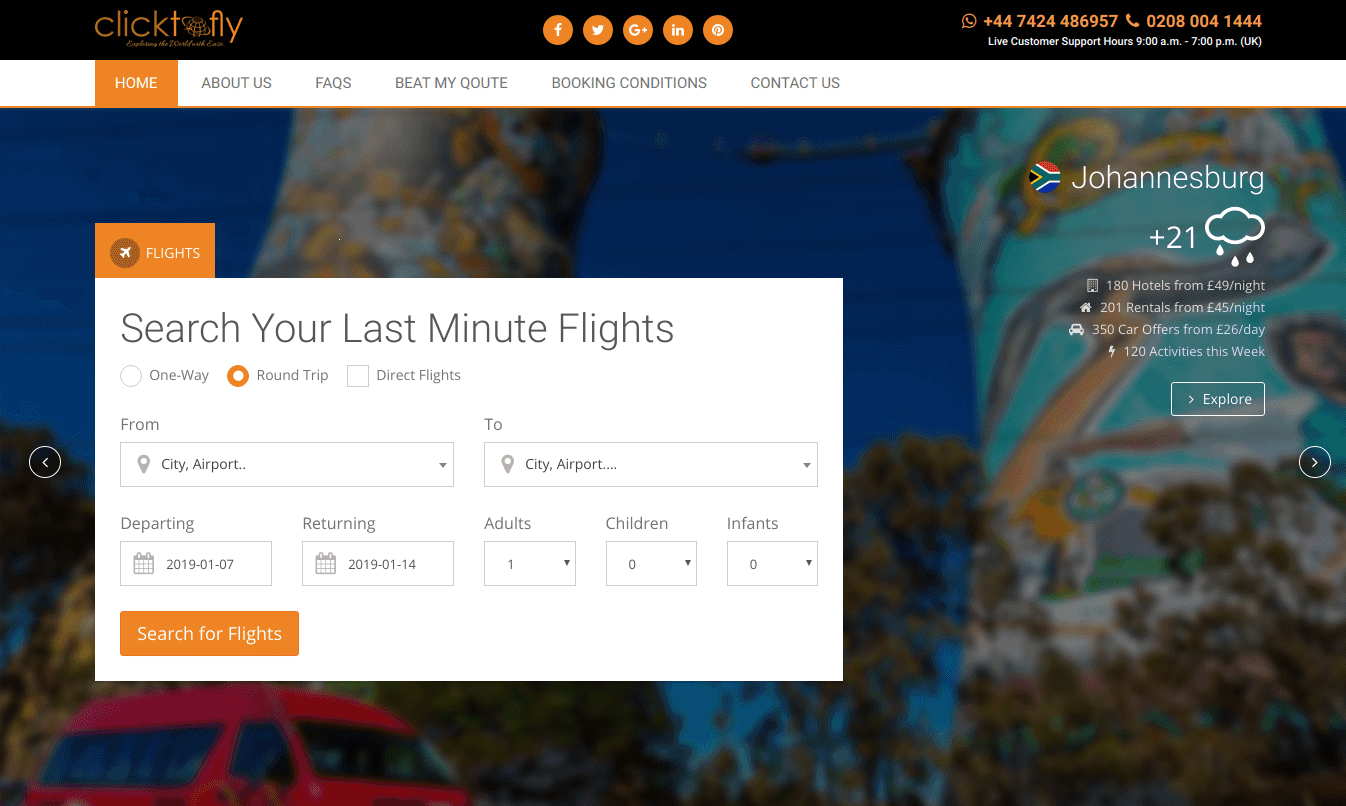 clicktofly
Exploring the World with Ease.
+44 7424 486957 0208 004 1444
Live Customer Support Hours 9:00 a.m. - 7:00 p.m. (UK)
HOME ABOUT US FAQS BEAT MY QOUTE BOOKING CONDITIONS CONTACT US
Johannesburg
+21
180 Hotels from £49/night
201 Rentals from £45/night
350 Car Offers from £26/day
120 Activities this Week
Explore
FLIGHTS
Search Your Last Minute Flights
One-Way Round Trip Direct Flights
From To
City, Airport.. City, Airport....
Departing Returning Adults Children Infants
2019-01-07 2019-01-14 1 0 0
Search for Flights